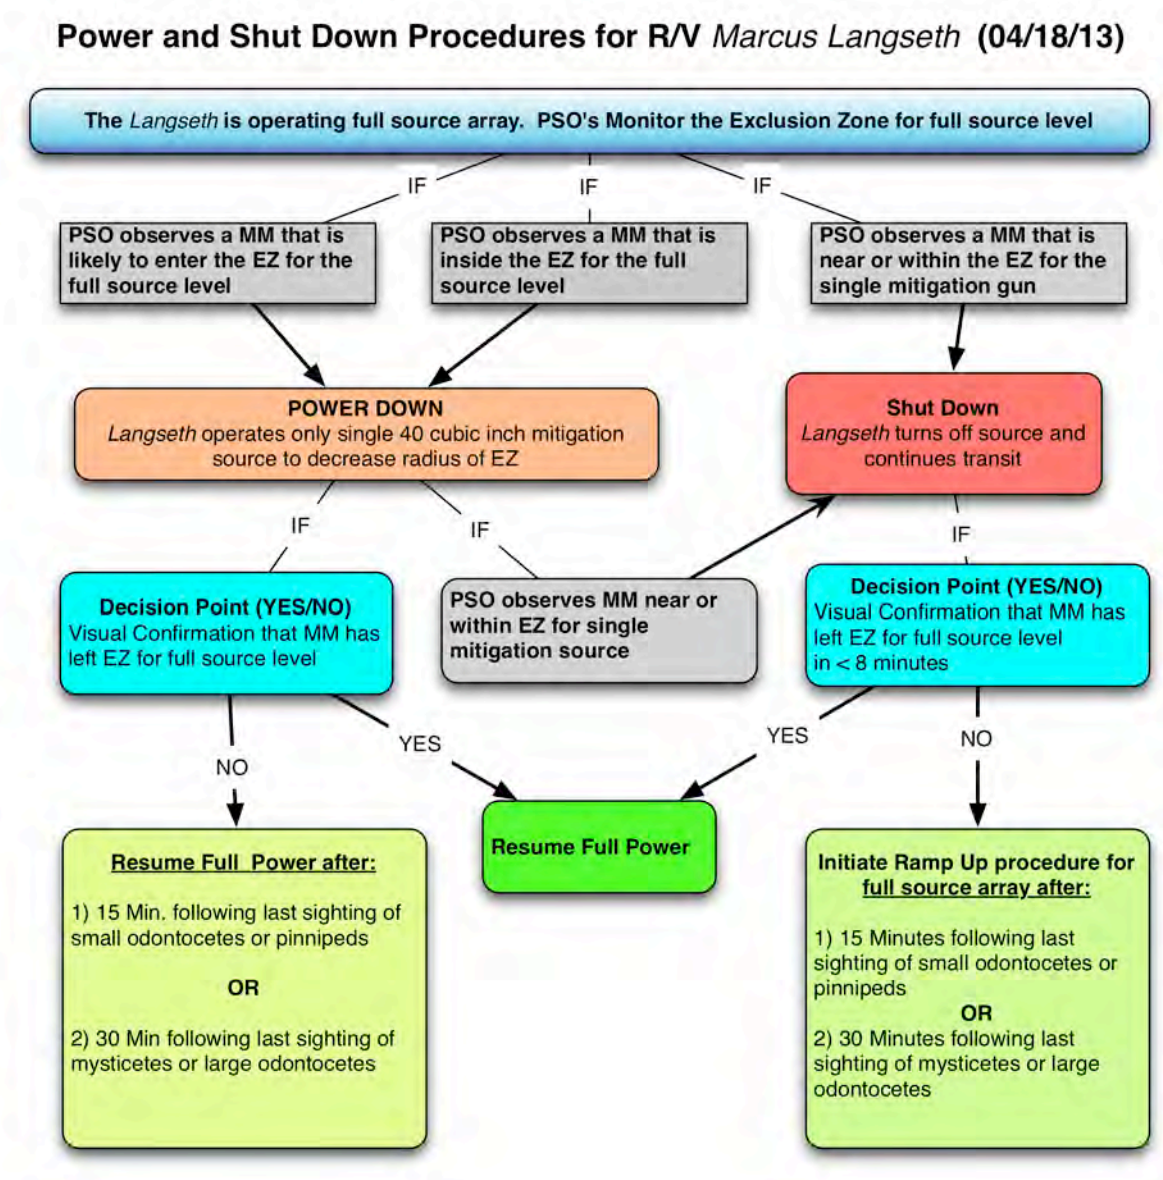 Power and Shut Down Procedures for R/V Marcus Langseth (04/18/13)
The Langseth is operating full source array. PSO's Monitor the Exclusion Zone for full source level
IF
IF
IF
PSO observes a MM that is
likely to enter the EZ for the
full source level
PSO observes a MM that is
inside the EZ for the full
source level
PSO observes a MM that is
near or within the EZ for the
single mitigation gun
POWER DOWN
Langseth operates only single 40 cubic inch mitigation
source to decrease radius of EZ
Shut Down
Langseth turns off source and
continues transit
IF
IF
IF
Decision Point (YES/NO)
Visual Confirmation that MM has
left EZ for full source level
PSO observes MM near or
within EZ for single
mitigation source
Decision Point (YES/NO)
Visual Confirmation that MM has
left EZ for full source level
in < 8 minutes
NO
YES
YES
NO
Resume Full Power after:
1) 15 Min. following last sighting of
small odontocetes or pinnipeds
OR
2) 30 Min following last sighting of
mysticetes or large odontocetes
Resume Full Power
Initiate Ramp Up procedure for
full source array after:
1) 15 Minutes following last
sighting of small odontocetes or
pinnipeds
OR
2) 30 Minutes following last
sighting of mysticetes or large
odontocetes